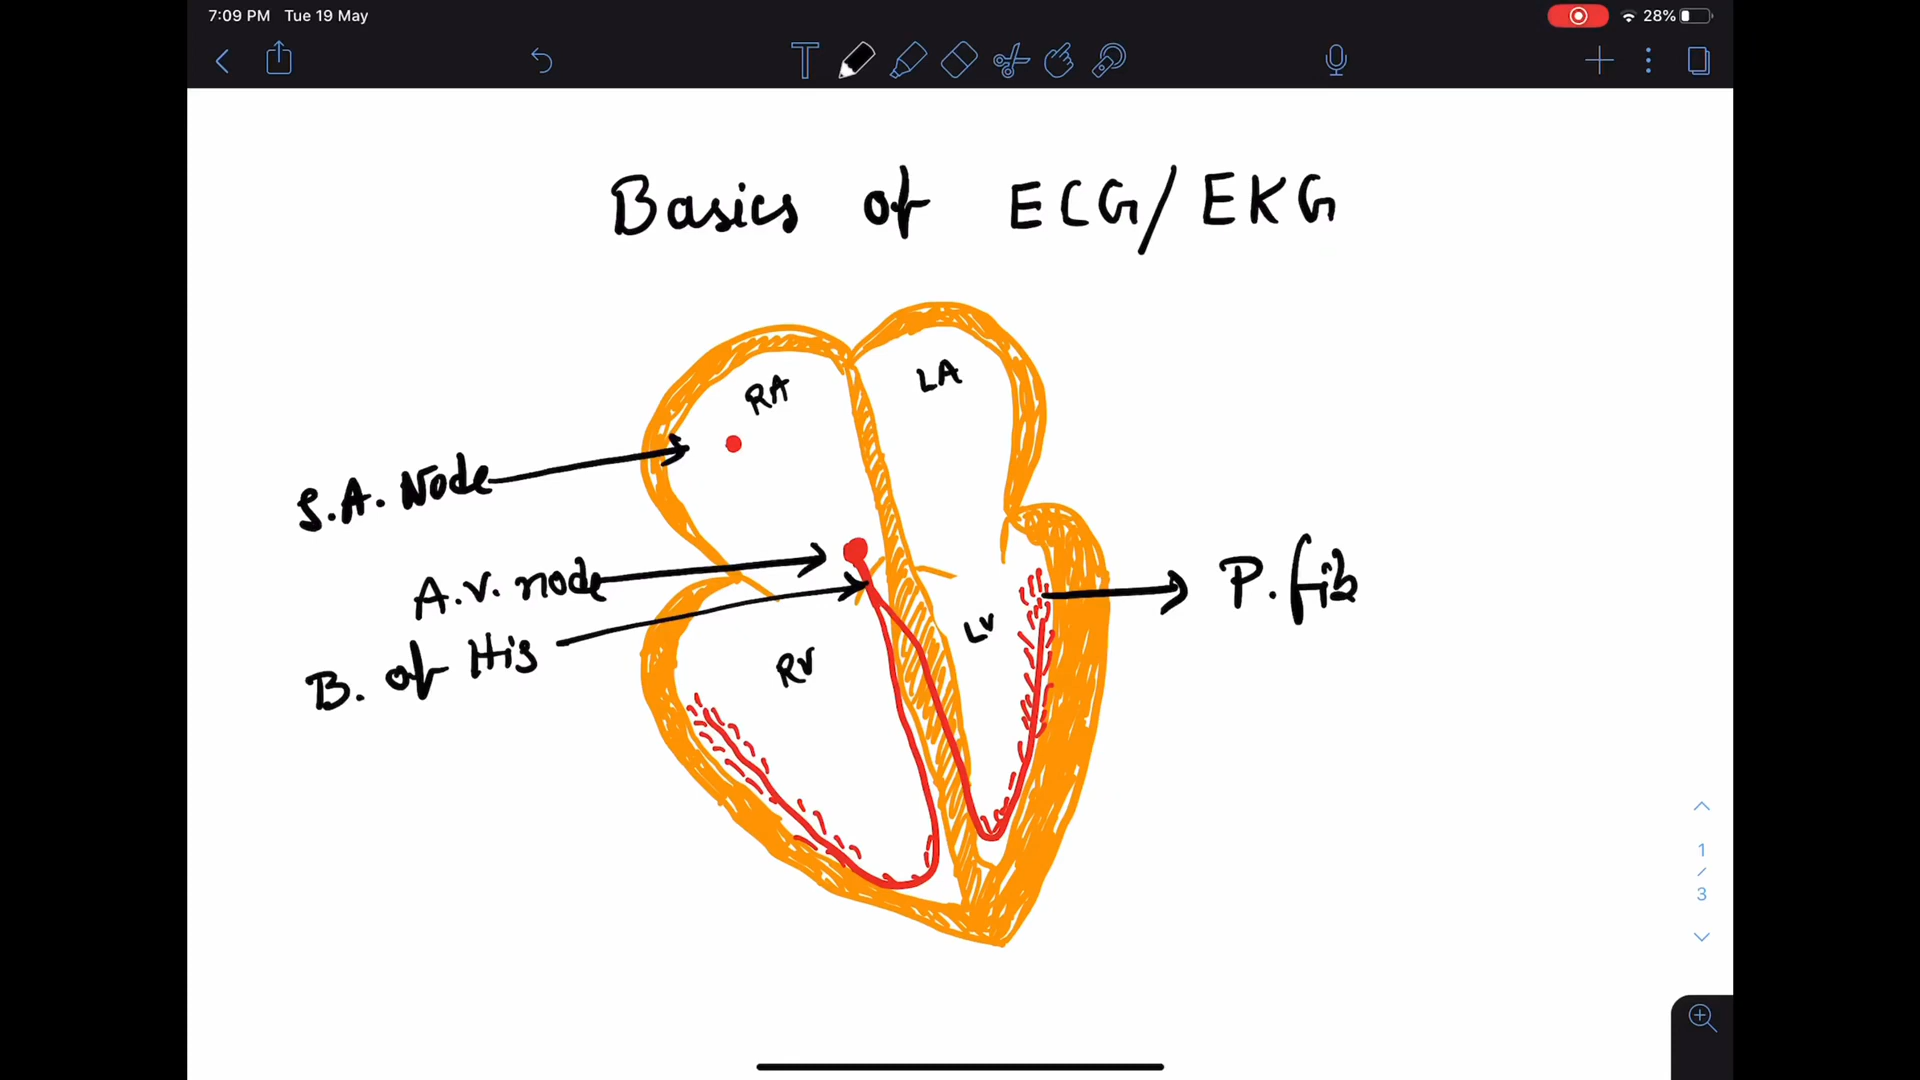 7:09 PM Tue 19 May
28%
T
Basics of ECG/EKG
RA
LA
S.A. Node
A.V. node
P. fib
B. of His
LV
RV
1
/
3